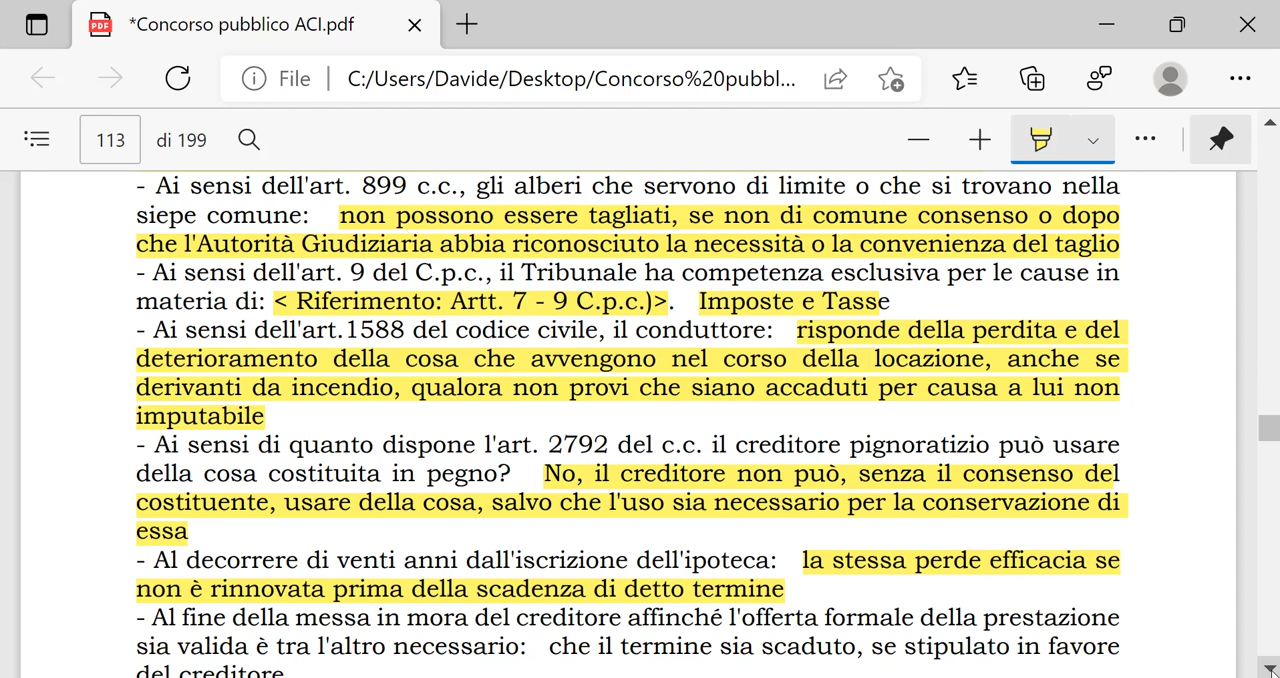 *Concorso pubblico ACI.pdf
File
C:/Users/Davide/Desktop/Concorso%20pubbl...
113 di 199
- Ai sensi dell'art. 899 c.c., gli alberi che servono di limite o che si trovano nella
siepe comune: non possono essere tagliati, se non di comune consenso o dopo
che l'Autorità Giudiziaria abbia riconosciuto la necessità o la convenienza del taglio
- Ai sensi dell'art. 9 del C.p.c., il Tribunale ha competenza esclusiva per le cause in
materia di: < Riferimento: Artt. 7 - 9 C.p.c.)>. Imposte e Tasse
- Ai sensi dell'art.1588 del codice civile, il conduttore: risponde della perdita e del
deterioramento della cosa che avvengono nel corso della locazione, anche se
derivanti da incendio, qualora non provi che siano accaduti per causa a lui non
imputabile
- Ai sensi di quanto dispone l'art. 2792 del c.c. il creditore pignoratizio può usare
della cosa costituita in pegno? No, il creditore non può, senza il consenso del
costituente, usare della cosa, salvo che l'uso sia necessario per la conservazione di
essa
- Al decorrere di venti anni dall'iscrizione dell'ipoteca: la stessa perde efficacia se
non è rinnovata prima della scadenza di detto termine
- Al fine della messa in mora del creditore affinché l'offerta formale della prestazione
sia valida è tra l'altro necessario: che il termine sia scaduto, se stipulato in favore
del creditore